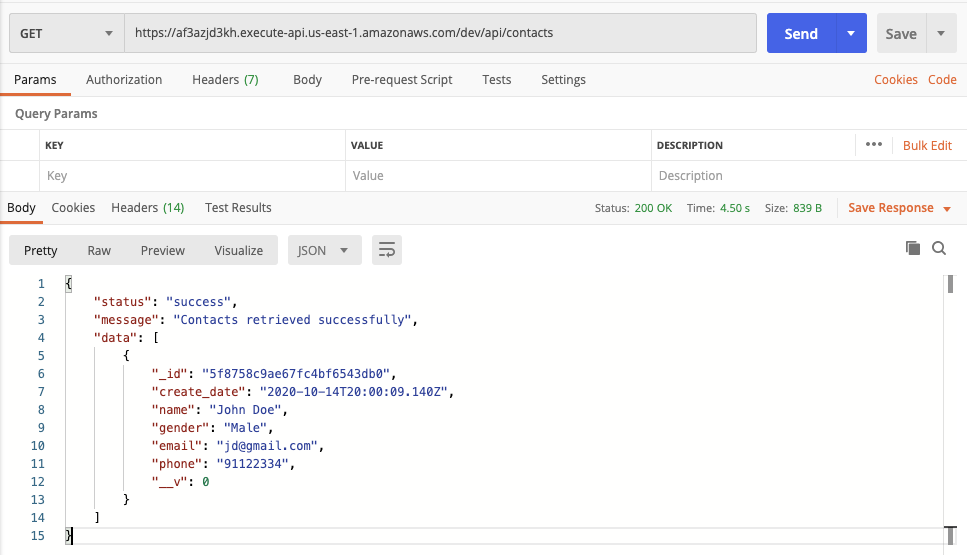 GET https://af3azjd3kh.execute-api.us-east-1.amazonaws.com/dev/api/contacts Send Save
Params Authorization Headers (7) Body Pre-request Script Tests Settings Cookies Code
Query Params
KEY VALUE DESCRIPTION ••• Bulk Edit
Key Value Description
Body Cookies Headers (14) Test Results Status: 200 OK Time: 4.50 s Size: 839 B Save Response
Pretty Raw Preview Visualize JSON
1 {
2 "status": "success",
3 "message": "Contacts retrieved successfully",
4 "data": [
5 {
6 "_id": "5f8758c9ae67fc4bf6543db0",
7 "create_date": "2020-10-14T20:00:09.140Z",
8 "name": "John Doe",
9 "gender": "Male",
10 "email": "jd@gmail.com",
11 "phone": "91122334",
12 "__v": 0
13 }
14 ]
15 }